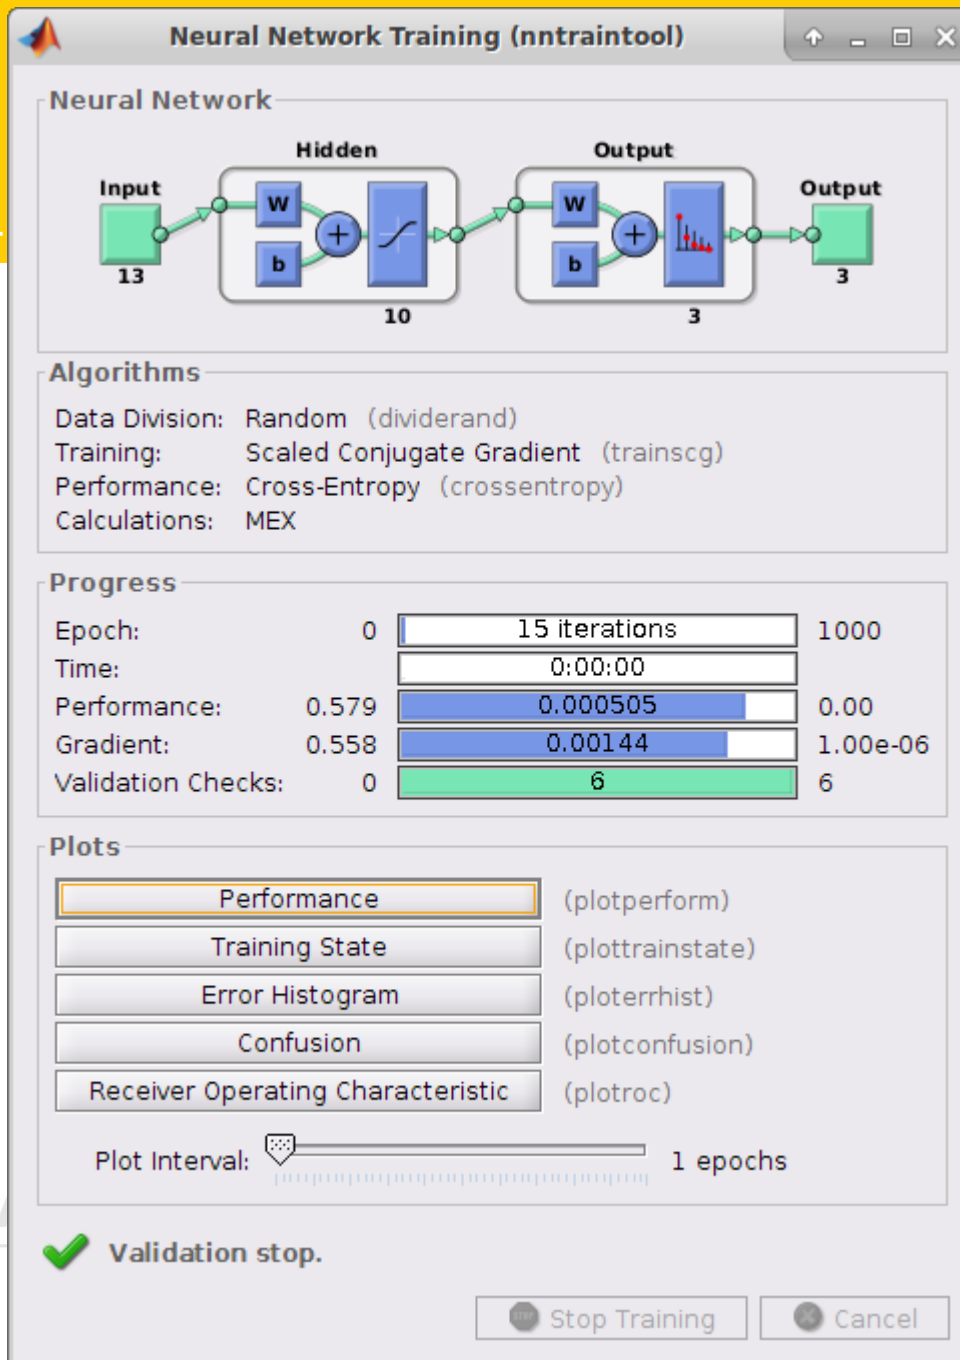 Neural Network Training (nntraintool)
Neural Network
Hidden
Output
Input
Output
W
W
+
+
b
b
13
3
10
3
Algorithms
Data Division: Random (dividerand)
Training: Scaled Conjugate Gradient (trainscg)
Performance: Cross-Entropy (crossentropy)
Calculations: MEX
Progress
Epoch: 0 15 iterations 1000
Time: 0:00:00
Performance: 0.579 0.000505 0.00
Gradient: 0.558 0.00144 1.00e-06
Validation Checks: 0 6 6
Plots
Performance (plotperform)
Training State (plottrainstate)
Error Histogram (ploterrhist)
Confusion (plotconfusion)
Receiver Operating Characteristic (plotroc)
Plot Interval: 1 epochs
Validation stop.
Stop Training Cancel